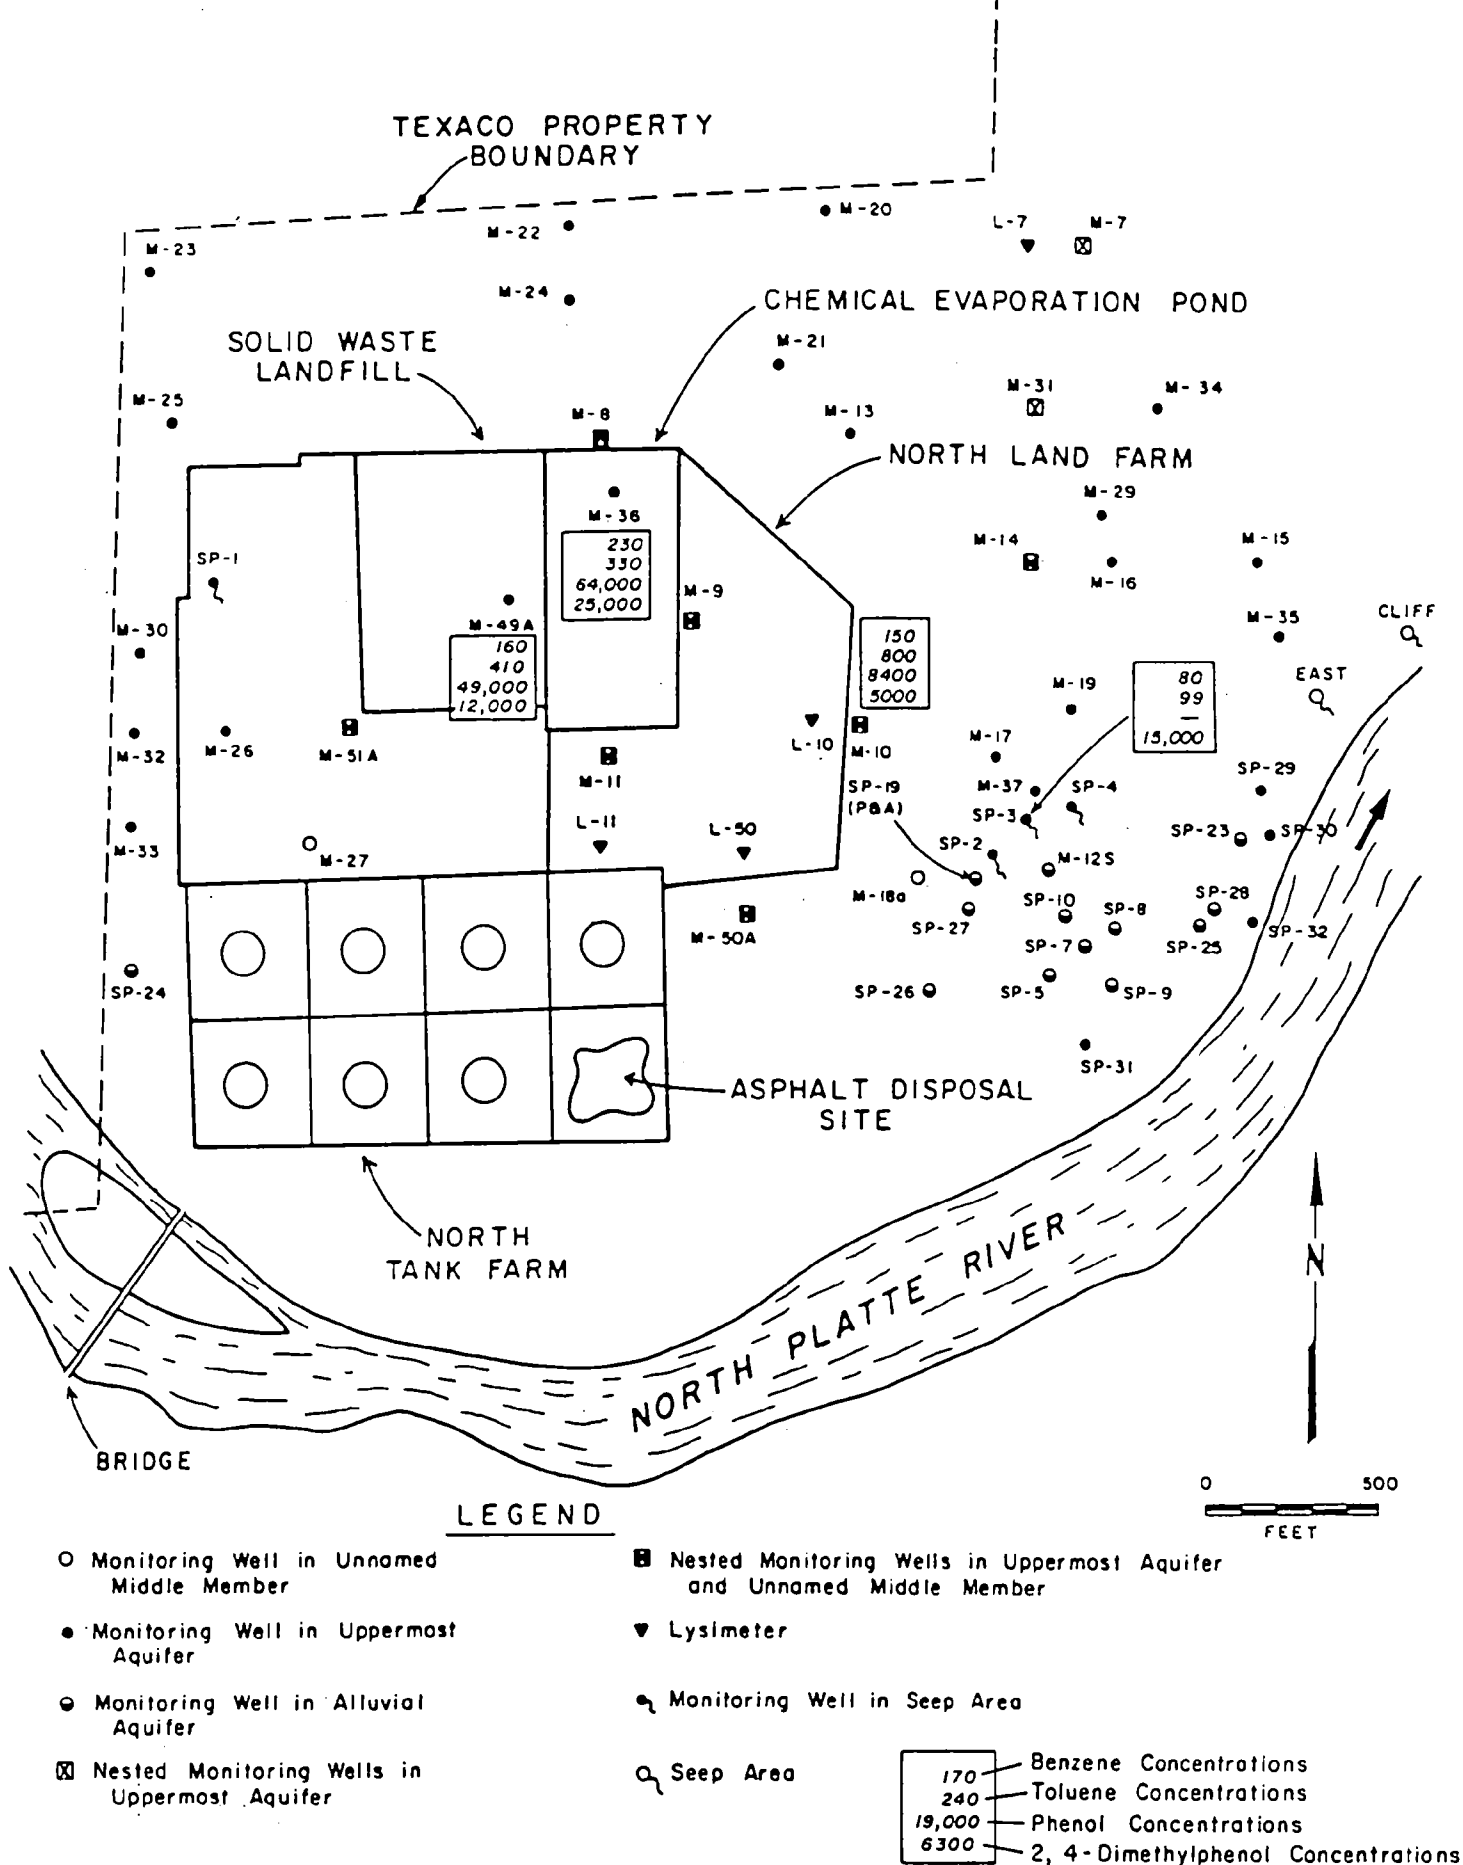 TEXACO PROPERTY
BOUNDARY
M-20
M-22
L-7
M-7
M-23
M-24
CHEMICAL EVAPORATION POND
SOLID WASTE
LANDFILL
M-21
M-25
M-31
M-34
M-8
M-13
NORTH LAND FARM
M-29
M-36
230
330
64,000
25,000
M-14
M-15
SP-1
M-16
M-9
CLIFF
M-35
M-30
M-49A
160
410
49,000
12,000
150
800
8400
5000
80
99
—
15,000
EAST
M-19
M-32
M-26
M-51A
M-11
L-10
M-10
M-17
SP-29
SP-19
(P&A)
M-37
SP-4
SP-3
L-11
L-50
SP-23
SP-30
M-33
M-27
SP-2
M-12S
M-18a
SP-10
SP-28
SP-8
SP-27
M-50A
SP-7
SP-25
SP-32
SP-24
SP-26
SP-5
SP-9
SP-31
ASPHALT DISPOSAL
SITE
NORTH
TANK FARM
NORTH PLATTE RIVER
N
BRIDGE
0 500
FEET
LEGEND
Monitoring Well in Unnamed
Middle Member
Monitoring Well in Uppermost
Aquifer
Monitoring Well in Alluvial
Aquifer
Nested Monitoring Wells in
Uppermost Aquifer
Nested Monitoring Wells in Uppermost Aquifer
and Unnamed Middle Member
Lysimeter
Monitoring Well in Seep Area
Seep Area
170 Benzene Concentrations
240 Toluene Concentrations
19,000 Phenol Concentrations
6300 2, 4-Dimethylphenol Concentrations